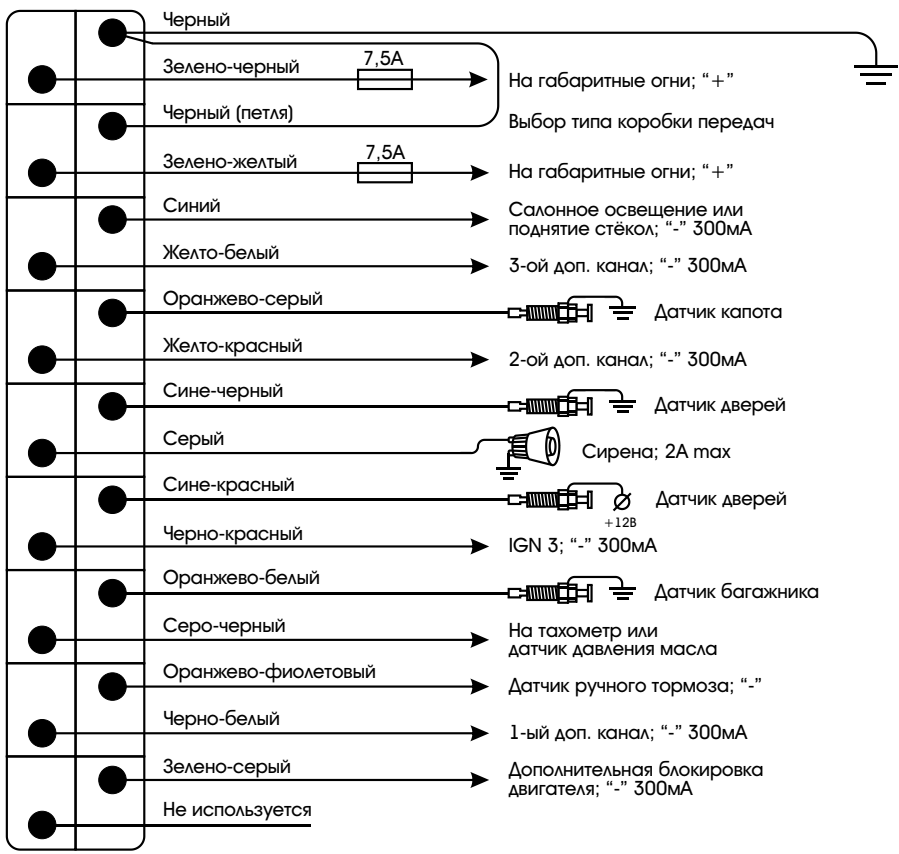 Черный
Зелено-черный
7,5А
На габаритные огни; “+”
Черный (петля)
Выбор типа коробки передач
Зелено-желтый
7,5А
На габаритные огни; “+”
Синий
Салонное освещение или
поднятие стёкол; “-” 300мА
Желто-белый
3-ой доп. канал; “-” 300мА
Оранжево-серый
Датчик капота
Желто-красный
2-ой доп. канал; “-” 300мА
Сине-черный
Датчик дверей
Серый
Сирена; 2А max
Сине-красный
Датчик дверей
+12В
Черно-красный
IGN 3; “-” 300мА
Оранжево-белый
Датчик багажника
Серо-черный
На тахометр или
датчик давления масла
Оранжево-фиолетовый
Датчик ручного тормоза; “-”
Черно-белый
1-ый доп. канал; “-” 300мА
Зелено-серый
Дополнительная блокировка
двигателя; “-” 300мА
Не используется